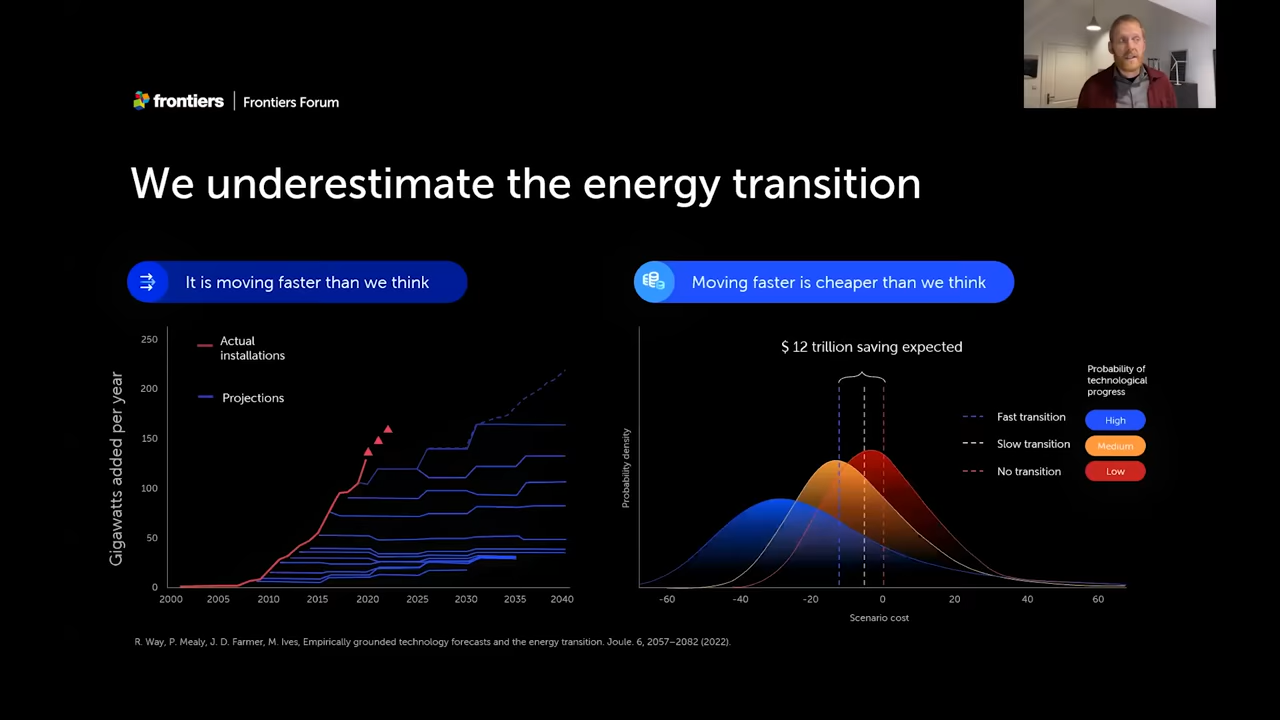 frontiers | Frontiers Forum
We underestimate the energy transition
It is moving faster than we think
Gigawatts added per year
250
200
150
100
50
0
Actual
installations
Projections
2000 2005 2010 2015 2020 2025 2030 2035 2040
Moving faster is cheaper than we think
$ 12 trillion saving expected
Probability density
Probability of
technological
progress
Fast transition High
Slow transition Medium
No transition Low
-60 -40 -20 0 20 40 60
Scenario cost
R. Way, P. Mealy, J. D. Farmer, M. Ives, Empirically grounded technology forecasts and the energy transition. Joule. 6, 2057–2082 (2022).